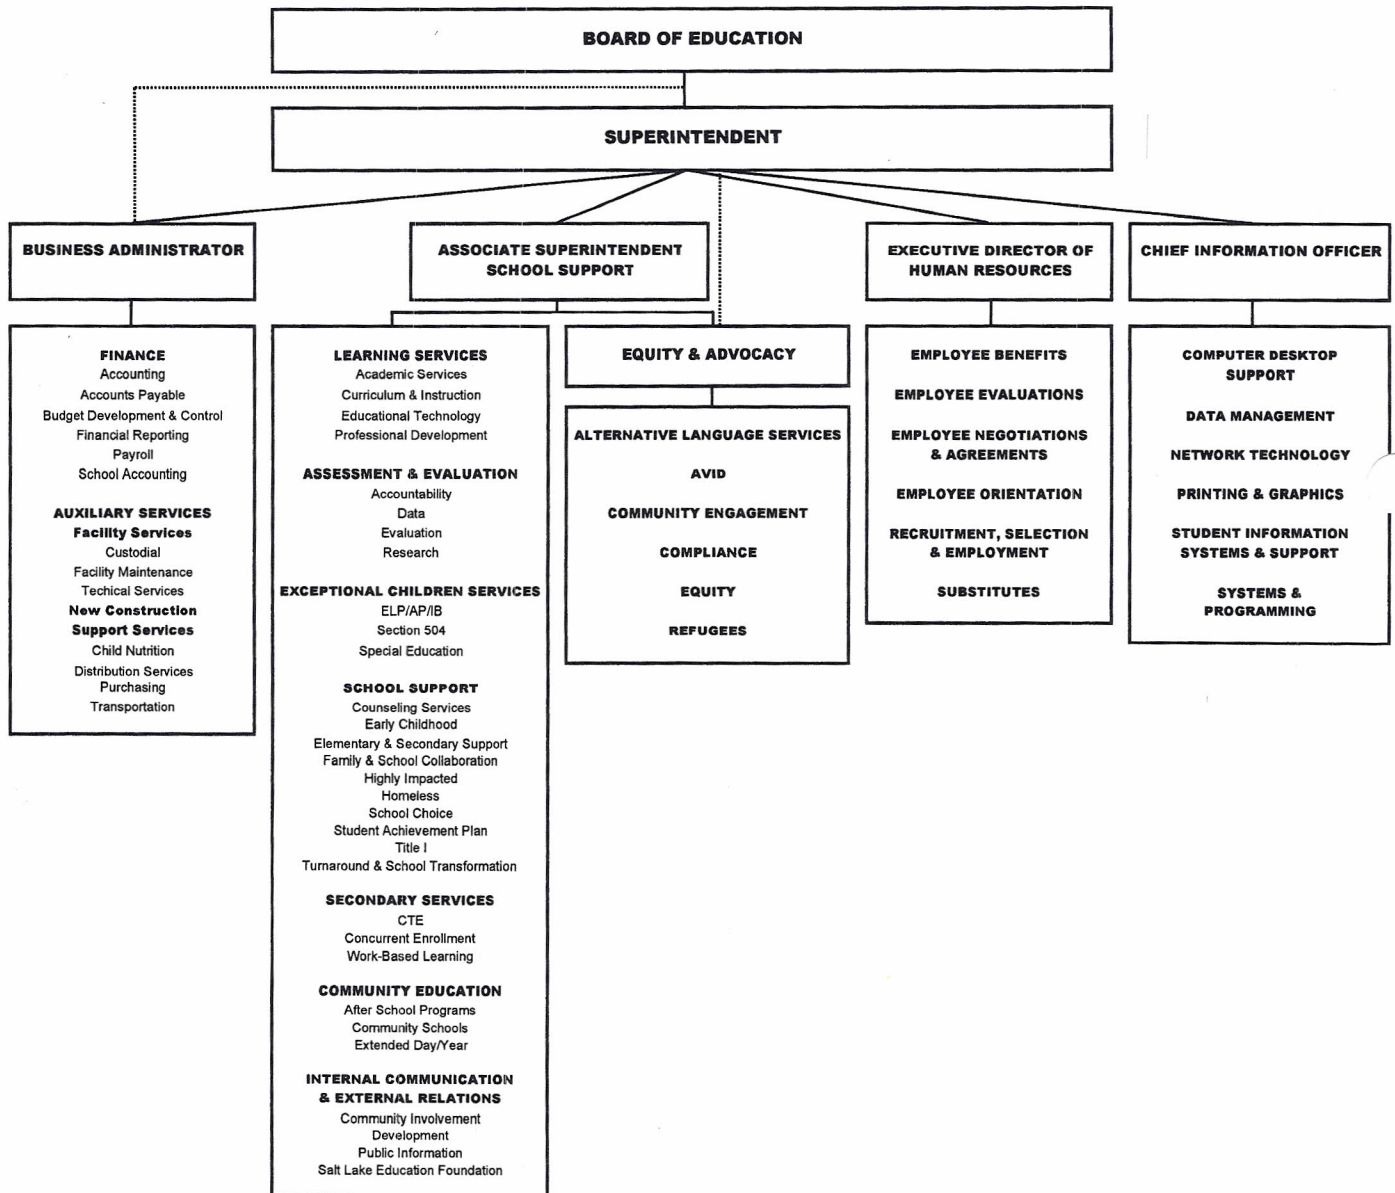 BOARD OF EDUCATION
SUPERINTENDENT
BUSINESS ADMINISTRATOR
FINANCE
Accounting
Accounts Payable
Budget Development & Control
Financial Reporting
Payroll
School Accounting
AUXILIARY SERVICES
Facility Services
Custodial
Facility Maintenance
Techical Services
New Construction
Support Services
Child Nutrition
Distribution Services
Purchasing
Transportation
ASSOCIATE SUPERINTENDENT
SCHOOL SUPPORT
LEARNING SERVICES
Academic Services
Curriculum & Instruction
Educational Technology
Professional Development
ASSESSMENT & EVALUATION
Accountability
Data
Evaluation
Research
EXCEPTIONAL CHILDREN SERVICES
ELP/AP/IB
Section 504
Special Education
SCHOOL SUPPORT
Counseling Services
Early Childhood
Elementary & Secondary Support
Family & School Collaboration
Highly Impacted
Homeless
School Choice
Student Achievement Plan
Title I
Turnaround & School Transformation
SECONDARY SERVICES
CTE
Concurrent Enrollment
Work-Based Learning
COMMUNITY EDUCATION
After School Programs
Community Schools
Extended Day/Year
INTERNAL COMMUNICATION
& EXTERNAL RELATIONS
Community Involvement
Development
Public Information
Salt Lake Education Foundation
EQUITY & ADVOCACY
ALTERNATIVE LANGUAGE SERVICES
AVID
COMMUNITY ENGAGEMENT
COMPLIANCE
EQUITY
REFUGEES
EXECUTIVE DIRECTOR OF
HUMAN RESOURCES
EMPLOYEE BENEFITS
EMPLOYEE EVALUATIONS
EMPLOYEE NEGOTIATIONS
& AGREEMENTS
EMPLOYEE ORIENTATION
RECRUITMENT, SELECTION
& EMPLOYMENT
SUBSTITUTES
CHIEF INFORMATION OFFICER
COMPUTER DESKTOP
SUPPORT
DATA MANAGEMENT
NETWORK TECHNOLOGY
PRINTING & GRAPHICS
STUDENT INFORMATION
SYSTEMS & SUPPORT
SYSTEMS &
PROGRAMMING